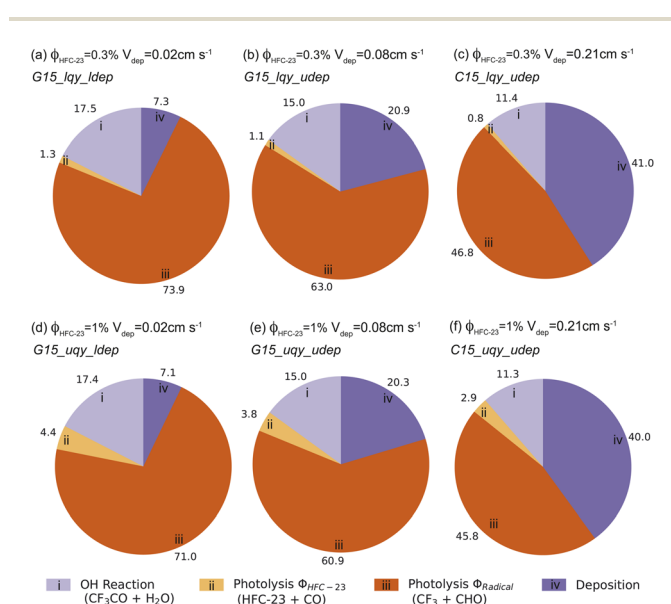 (a) ϕHFC-23=0.3% Vdep=0.02cm s⁻¹
G15_lqy_ldep
17.5
7.3
i
iv
1.3
ii
iii
73.9
(b) ϕHFC-23=0.3% Vdep=0.08cm s⁻¹
G15_lqy_udep
15.0
20.9
i
iv
1.1
ii
iii
63.0
(c) ϕHFC-23=0.3% Vdep=0.21cm s⁻¹
C15_lqy_udep
11.4
0.8
i
ii
iv 41.0
iii
46.8
(d) ϕHFC-23=1% Vdep=0.02cm s⁻¹
G15_uqy_ldep
17.4
7.1
i
iv
4.4
ii
iii
71.0
(e) ϕHFC-23=1% Vdep=0.08cm s⁻¹
G15_uqy_udep
15.0
20.3
i
iv
3.8
ii
iii
60.9
(f) ϕHFC-23=1% Vdep=0.21cm s⁻¹
C15_uqy_udep
11.3
2.9
i
ii
iv 40.0
iii
45.8
i OH Reaction
(CF₃CO + H₂O)
ii Photolysis ΦHFC−23
(HFC-23 + CO)
iii Photolysis ΦRadical
(CF₃ + CHO)
iv Deposition